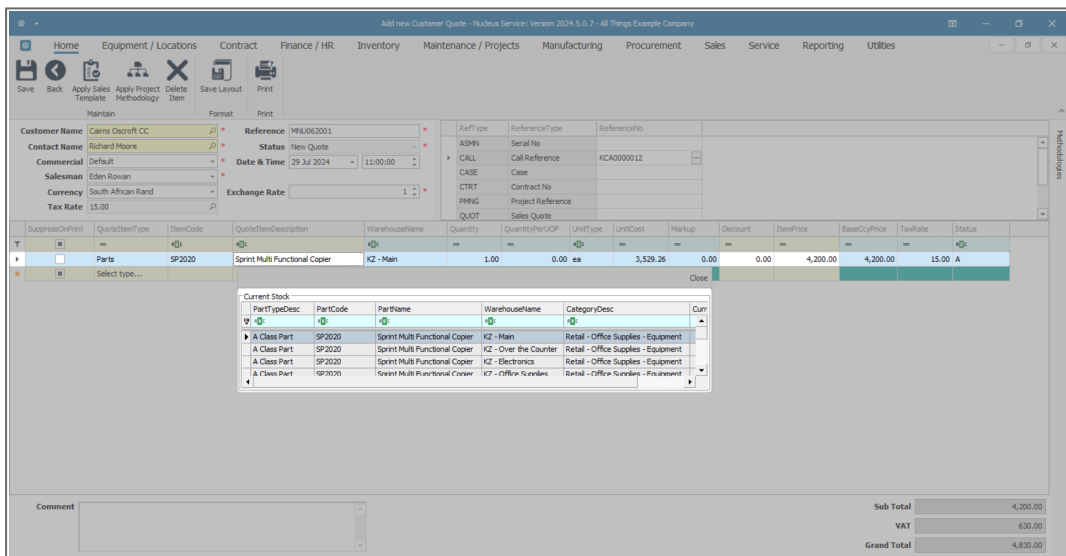 Add new Customer Quote - Nucleus Service: Version 2024.5.0.7 - All Things Example Company
Home Equipment / Locations Contract Finance / HR Inventory Maintenance / Projects Manufacturing Procurement Sales Service Reporting Utilities
Save Back Apply Sales Template Apply Project Methodology Delete Item Save Layout Print
Maintain Format Print
Customer Name Cairns Oscroft CC * Reference MNU062001 *
Contact Name Richard Moore * Status New Quote *
Commercial Default * Date & Time 29 Jul 2024 11:00:00 *
Salesman Eden Rowan *
Currency South African Rand Exchange Rate 1 *
Tax Rate 15.00
RefType ReferenceType ReferenceNo
ASMN Serial No
CALL Call Reference KCA0000012 ...
CASE Case
CTRT Contract No
PMNG Project Reference
QUOT Sales Quote
Methodologies
SuppressOnPrint QuoteItemType ItemCode QuoteItemDescription WarehouseName Quantity QuantityPerUOP UnitType UnitCost Markup Discount ItemPrice BaseCcyPrice TaxRate Status
= = = = = = = = =
Parts SP2020 Sprint Multi Functional Copier KZ - Main 1.00 0.00 ea 3,529.26 0.00 0.00 4,200.00 4,200.00 15.00 A
* Select type...
Close
Current Stock
PartTypeDesc PartCode PartName WarehouseName CategoryDesc Curr
A Class Part SP2020 Sprint Multi Functional Copier KZ - Main Retail - Office Supplies - Equipment
A Class Part SP2020 Sprint Multi Functional Copier KZ - Over the Counter Retail - Office Supplies - Equipment
A Class Part SP2020 Sprint Multi Functional Copier KZ - Electronics Retail - Office Supplies - Equipment
A Class Part SP2020 Sprint Multi Functional Copier KZ - Office Supplies Retail - Office Supplies - Equipment
Comment
Sub Total 4,200.00
VAT 630.00
Grand Total 4,830.00